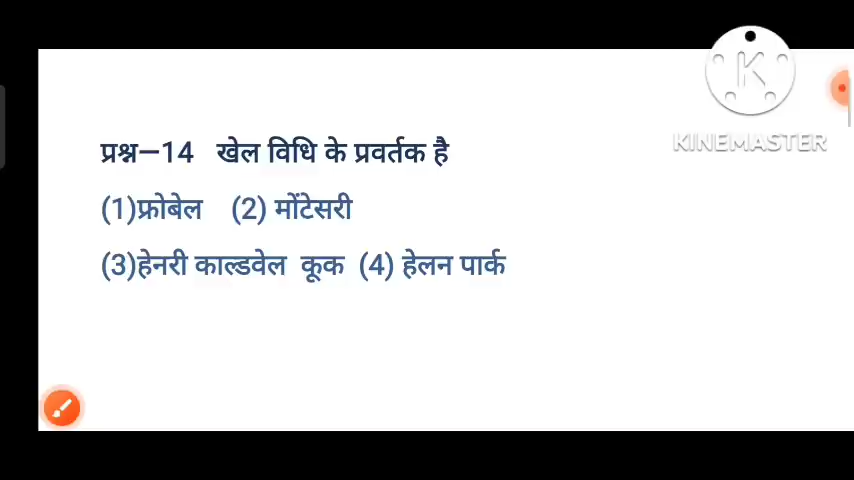 KINEMASTER
प्रश्न—14 खेल विधि के प्रवर्तक है
(1)फ्रोबेल (2) मोंटेसरी
(3)हेनरी काल्डवेल कूक (4) हेलन पार्क